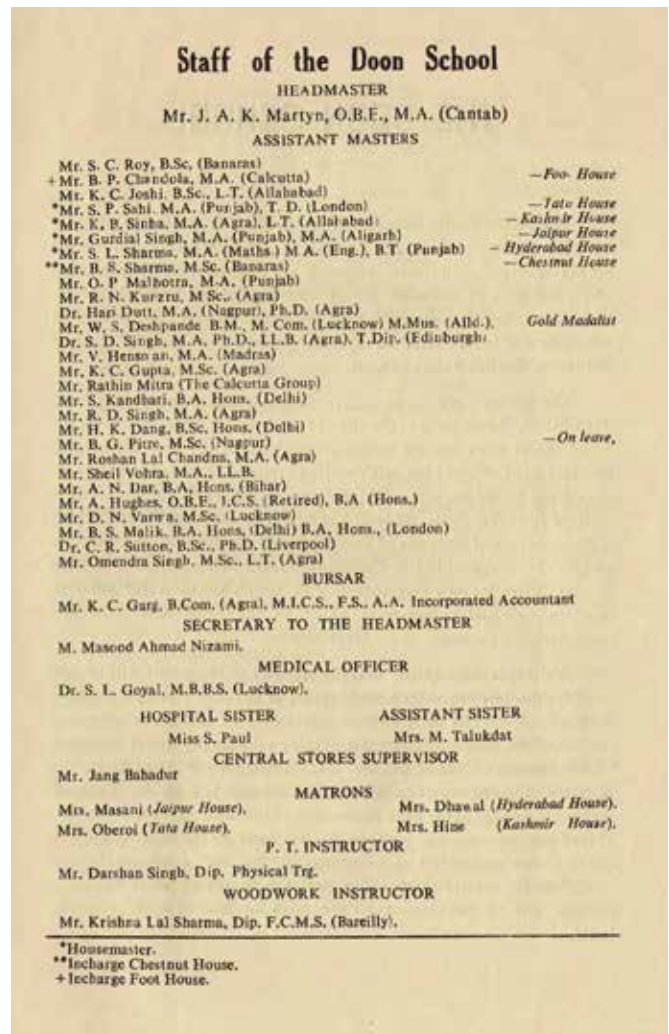 Staff of the Doon School
HEADMASTER
Mr. J. A. K. Martyn, O.B.E., M.A. (Cantab)
ASSISTANT MASTERS
Mr. S. C. Roy, B.Sc, (Banaras)
+Mr. B. P. Chandola, M.A. (Calcutta) —Foo· House
Mr. K. C. Joshi, B.Sc., L.T. (Allahabad)
*Mr. S. P. Sahi, M.A. (Punjab), T. D. (London) —Tata House
*Mr. K. B. Sinha, M.A. (Agra), L.T. (Allahabad) —Kashmir House
*Mr. Gurdial Singh, M.A. (Punjab), M.A. (Aligarh) —Jaipur House
*Mr. S. L. Sharma, M.A. (Maths.) M A. (Eng.), B.T. (Punjab) —Hyderabad House
**Mr. B. S. Sharma, M.Sc. (Banaras) —Chestnut House
Mr. O. P Malhotra, M.A, (Punjab)
Mr. R. N. Kunzru, M Sc., (Agra)
Dr. Hari Dutt, M.A. (Nagpur), Ph.D. (Agra)
Mr, W. S. Deshpande B.M., M. Com. (Lucknow) M.Mus. (Alld.), Gold Madalist
Dr. S. D. Singh, M.A, Ph.D., LL.B. (Agra), T.Dip. (Edinburgh)
Mr. V. Hensman, M.A. (Madras)
Mr, K. C. Gupta, M.Sc. (Agra)
Mr. Rathin Mitra (The Calcutta Group)
Mr. S. Kandhari, B.A. Hons. (Delhi)
Mr. R. D. Singh, M.A. (Agra)
Mr. H. K. Dang, B.Sc, Hons. (Delhi)
Mr. B. G. Pitre, M.Sc. (Nagpur) —On leave,
Mr. Roshan Lal Chandna, M.A. (Agra)
Mr. Sheil Vohra, M.A., LL.B.
Mr. A. N. Dar, B.A, Hons. (Bihar)
Mr, A. Hughes, O.B.E., I.C.S. (Retired), B.A (Hons.)
Mr. D. N. Varma, M.Sc, (Lucknow)
Mr. B. S. Malik, B.A. Hons, (Delhi) B.A, Hons., (London)
Dr, C. R. Sutton, B.Sc., Ph.D. (Liverpool)
Mr. Omendra Singh, M.Sc., L.T. (Agra)
BURSAR
Mr. K. C. Garg, B.Com. (Agra), M.I.C.S., F.S., A.A. Incorporated Accountant
SECRETARY TO THE HEADMASTER
M. Masood Ahmad Nizami.
MEDICAL OFFICER
Dr. S. L. Goyal, M.B.B.S. (Lucknow).
HOSPITAL SISTER ASSISTANT SISTER
Miss S. Paul Mrs. M. Talukdat
CENTRAL STORES SUPERVISOR
Mr. Jang Bahadur
MATRONS
Mrs, Masani (Jaipur House), Mrs. Dhawal (Hyderabad House).
Mrs, Oberoi (Tata House), Mrs. Hine (Kashmir House),
P. T. INSTRUCTOR
Mr. Darshan Singh, Dip, Physical Trg.
WOODWORK INSTRUCTOR
Mr. Krishna Lal Sharma, Dip. F.C.M.S. (Bareilly).
*Housemaster.
**Incharge Chestnut House.
+Incharge Foot House.